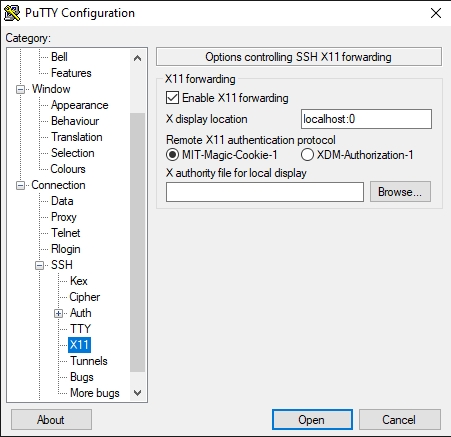 PuTTY Configuration
Category:
Bell
Features
Window
Appearance
Behaviour
Translation
Selection
Colours
Connection
Data
Proxy
Telnet
Rlogin
SSH
Kex
Cipher
Auth
TTY
X11
Tunnels
Bugs
More bugs
Options controlling SSH X11 forwarding
X11 forwarding
Enable X11 forwarding
X display location localhost:0
Remote X11 authentication protocol
MIT-Magic-Cookie-1 XDM-Authorization-1
X authority file for local display
Browse...
About Open Cancel